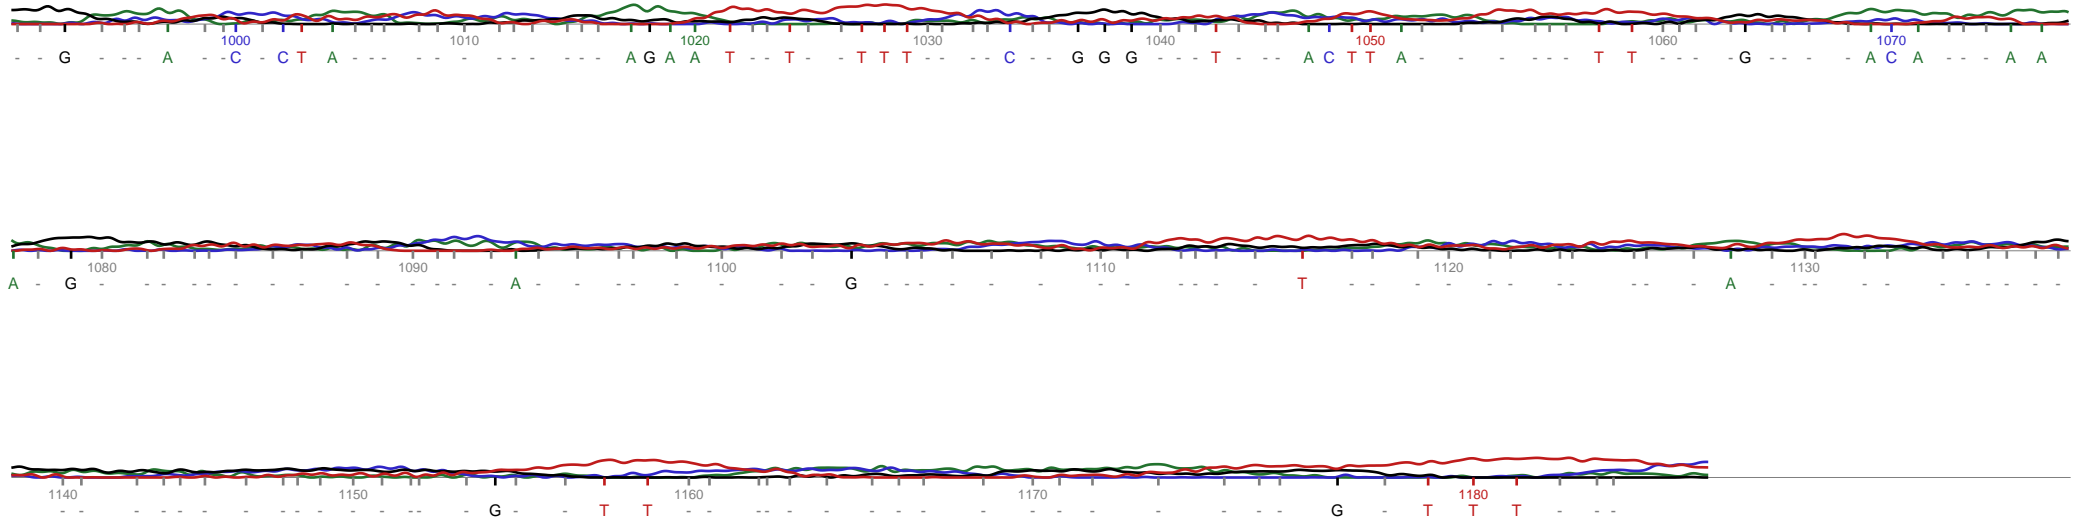 1000 1010 1020 1030 1040 1050 1060 1070
- - G - - - A - - C - C T A - - - - - - - - - - - - A G A A T - - T - - T T T - - - - - C - - G G G - - - T - - - A C T T A - - - - - - - T T - - - - G - - - - A C A - - - A A
1080 1090 1100 1110 1120 1130
A - G - - - - - - - - - - - - - - - - A - - - - - - - - G - - - - - - - - - - - - - T - - - - - - - - - - - - A - - - - - - - - - - - -
1140 1150 1160 1170 1180
- - - - - - - - - - - - - - - - G - - T T - - - - - - - - - - - - - - - - G - T T T - - -